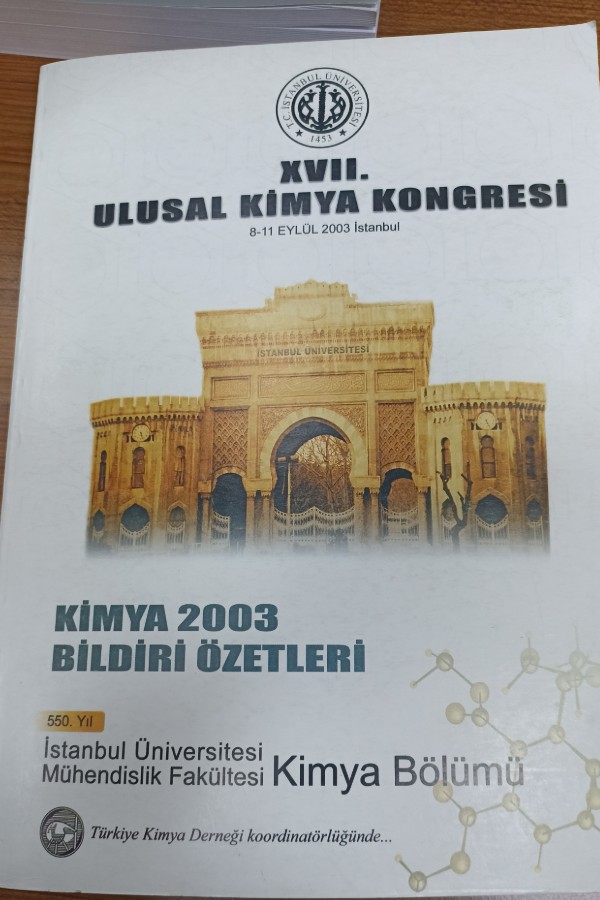 T.C. İSTANBUL ÜNİVERSİTESİ
1453
XVII.
ULUSAL KİMYA KONGRESİ
8-11 EYLÜL 2003 İstanbul
İSTANBUL ÜNİVERSİTESİ
KİMYA 2003
BİLDİRİ ÖZETLERİ
550. Yıl
İstanbul Üniversitesi
Mühendislik Fakültesi Kimya Bölümü
Türkiye Kimya Derneği koordinatörlüğünde...